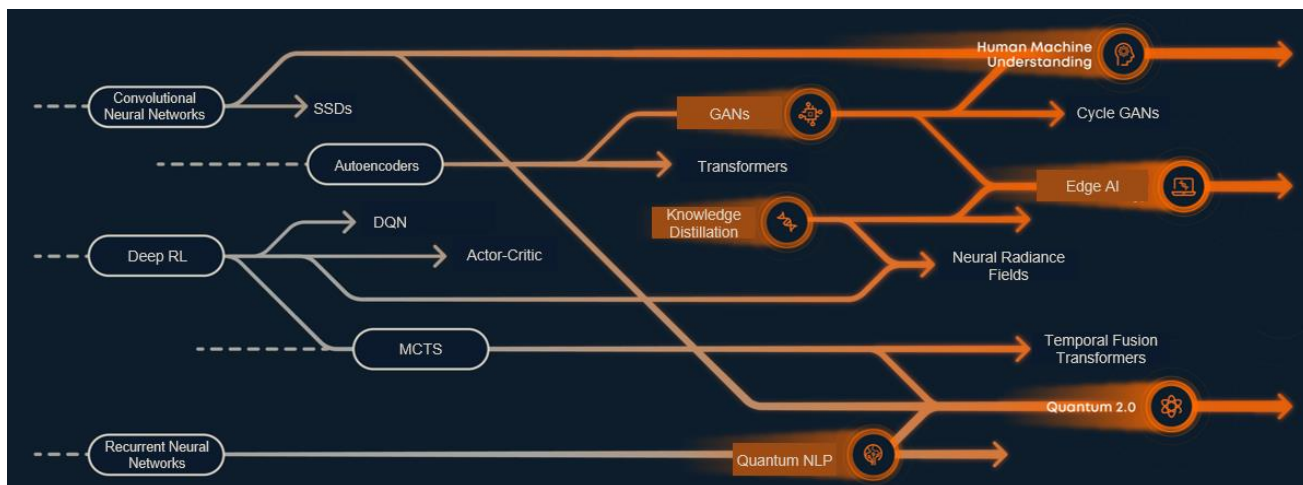 Human Machine
Understanding
Convolutional
Neural Networks
SSDs
GANs
Cycle GANs
Autoencoders
Transformers
Edge AI
Knowledge
Distillation
DQN
Deep RL
Actor-Critic
Neural Radiance
Fields
MCTS
Temporal Fusion
Transformers
Quantum 2.0
Recurrent Neural
Networks
Quantum NLP